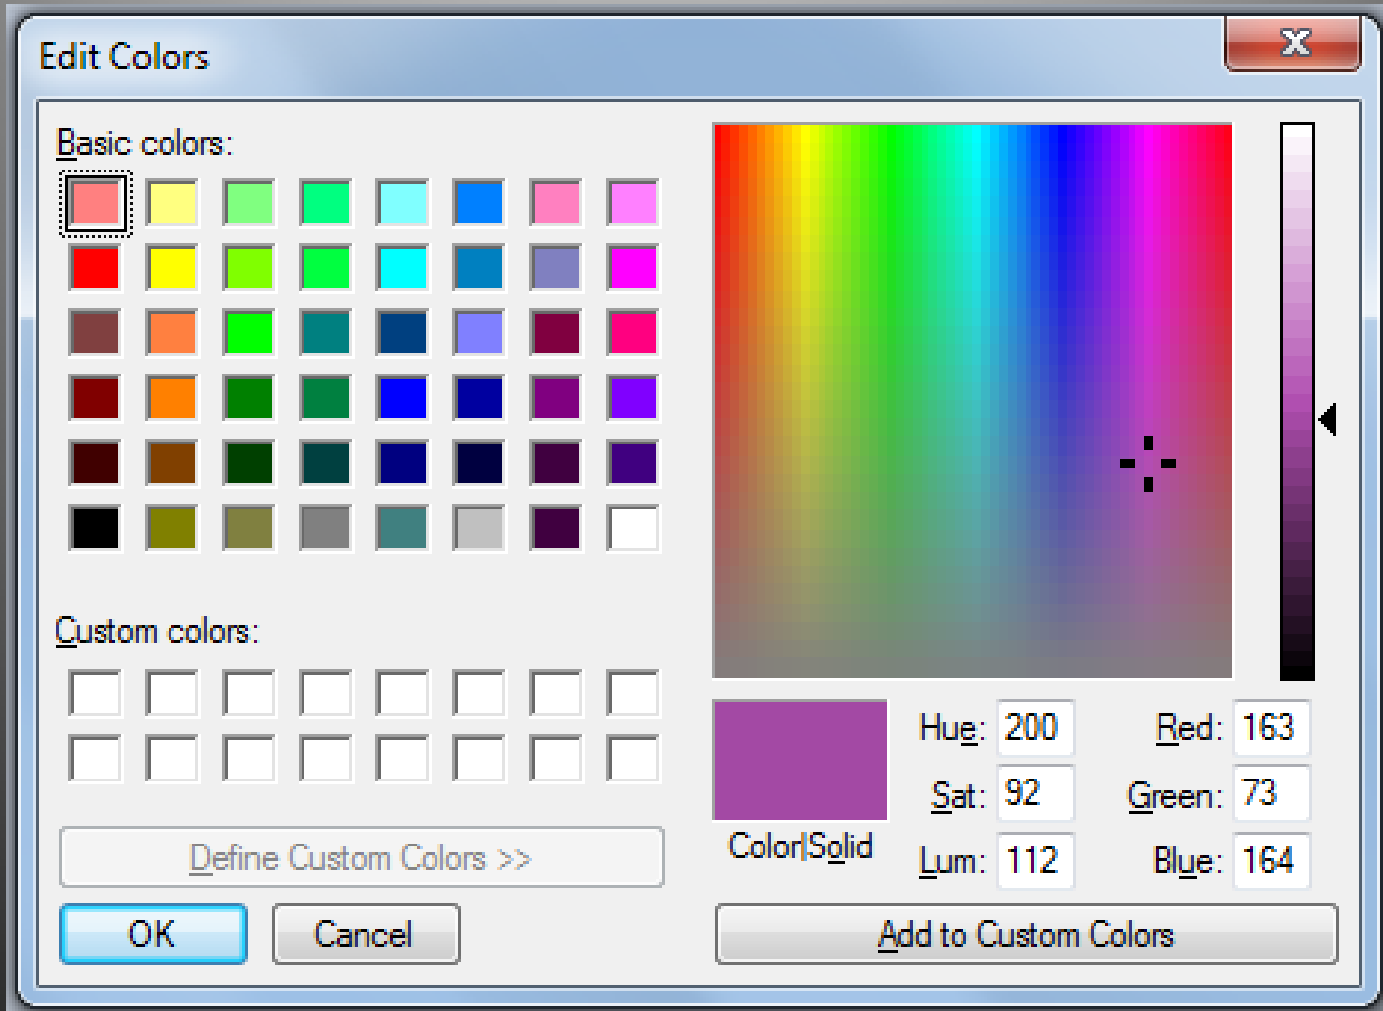 Edit Colors
Basic colors:
Custom colors:
Define Custom Colors >>
OK
Cancel
Color|Solid
Hue: 200
Sat: 92
Lum: 112
Red: 163
Green: 73
Blue: 164
Add to Custom Colors